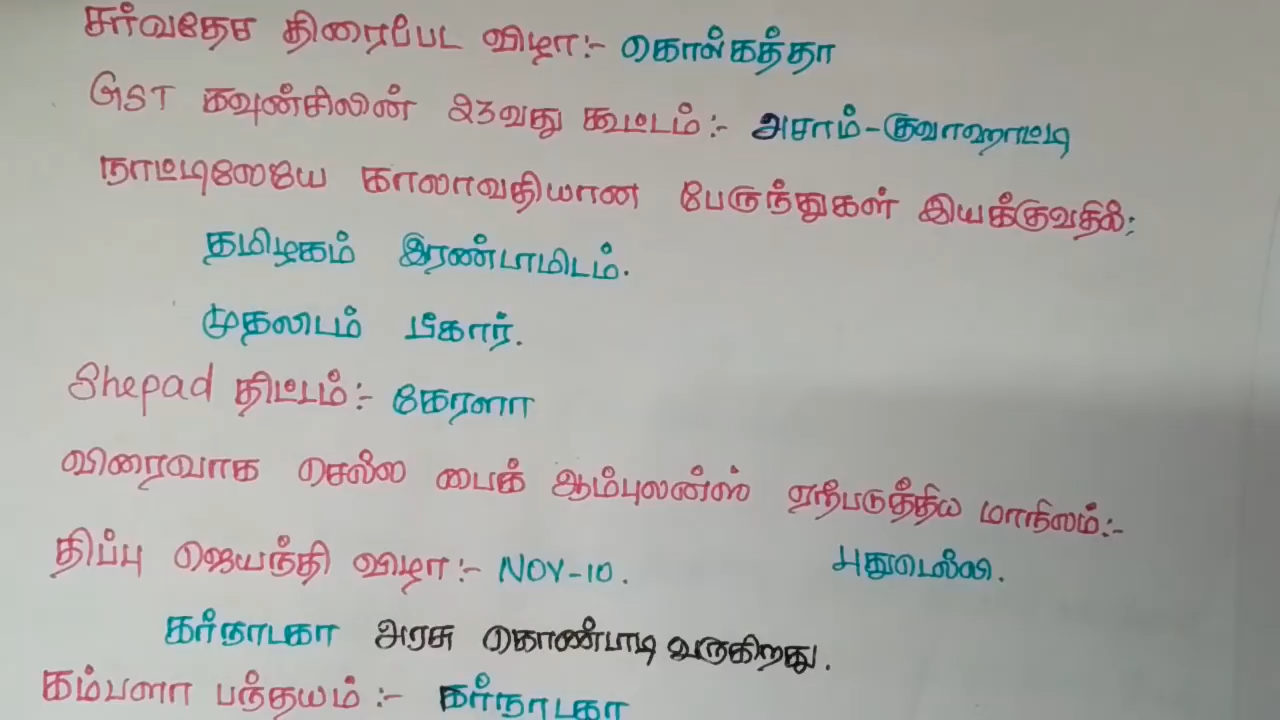 சர்வதேச திரைப்பட விழா:- கொல்கத்தா
GST கவுன்சிலின் 23வது கூட்டம்:- அசாம்-குவாஹாட்டி
நாட்டிலேயே காலாவதியான பேருந்துகள் இயக்குவதில்:
தமிழகம் இரண்டாமிடம்.
முதலிடம் பீகார்.
Shepad திட்டம்:- கேரளா
விரைவாக செல்ல பைக் ஆம்புலன்ஸ் ஏற்படுத்திய மாநிலம்:-
புதுடெல்லி.
திப்பு ஜெயந்தி விழா:- NOV-10.
கர்நாடகா அரசு கொண்டாடி வருகிறது.
கம்பளா பந்தயம்:- கர்நாடகா